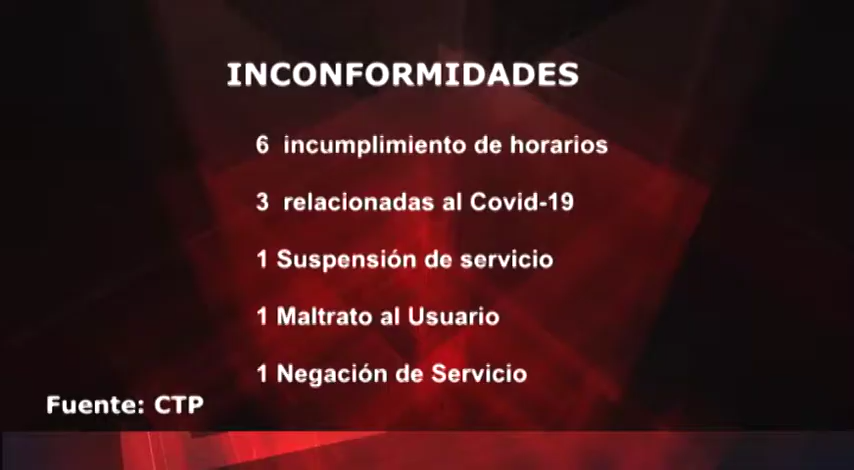 INCONFORMIDADES
6 incumplimiento de horarios
3 relacionadas al Covid-19
1 Suspensión de servicio
1 Maltrato al Usuario
1 Negación de Servicio
Fuente: CTP